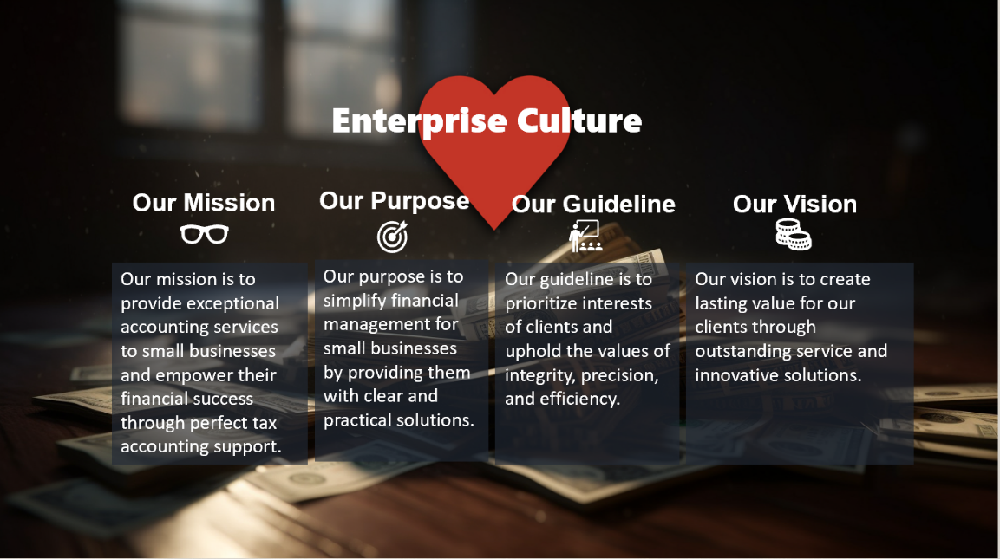 Enterprise Culture
Our Mission
Our mission is to
provide exceptional
accounting services
to small businesses
and empower their
financial success
through perfect tax
accounting support.
Our Purpose
Our purpose is to
simplify financial
management for
small businesses
by providing them
with clear and
practical solutions.
Our Guideline
Our guideline is to
prioritize interests
of clients and
uphold the values of
integrity, precision,
and efficiency.
Our Vision
Our vision is to create
lasting value for our
clients through
outstanding service and
innovative solutions.